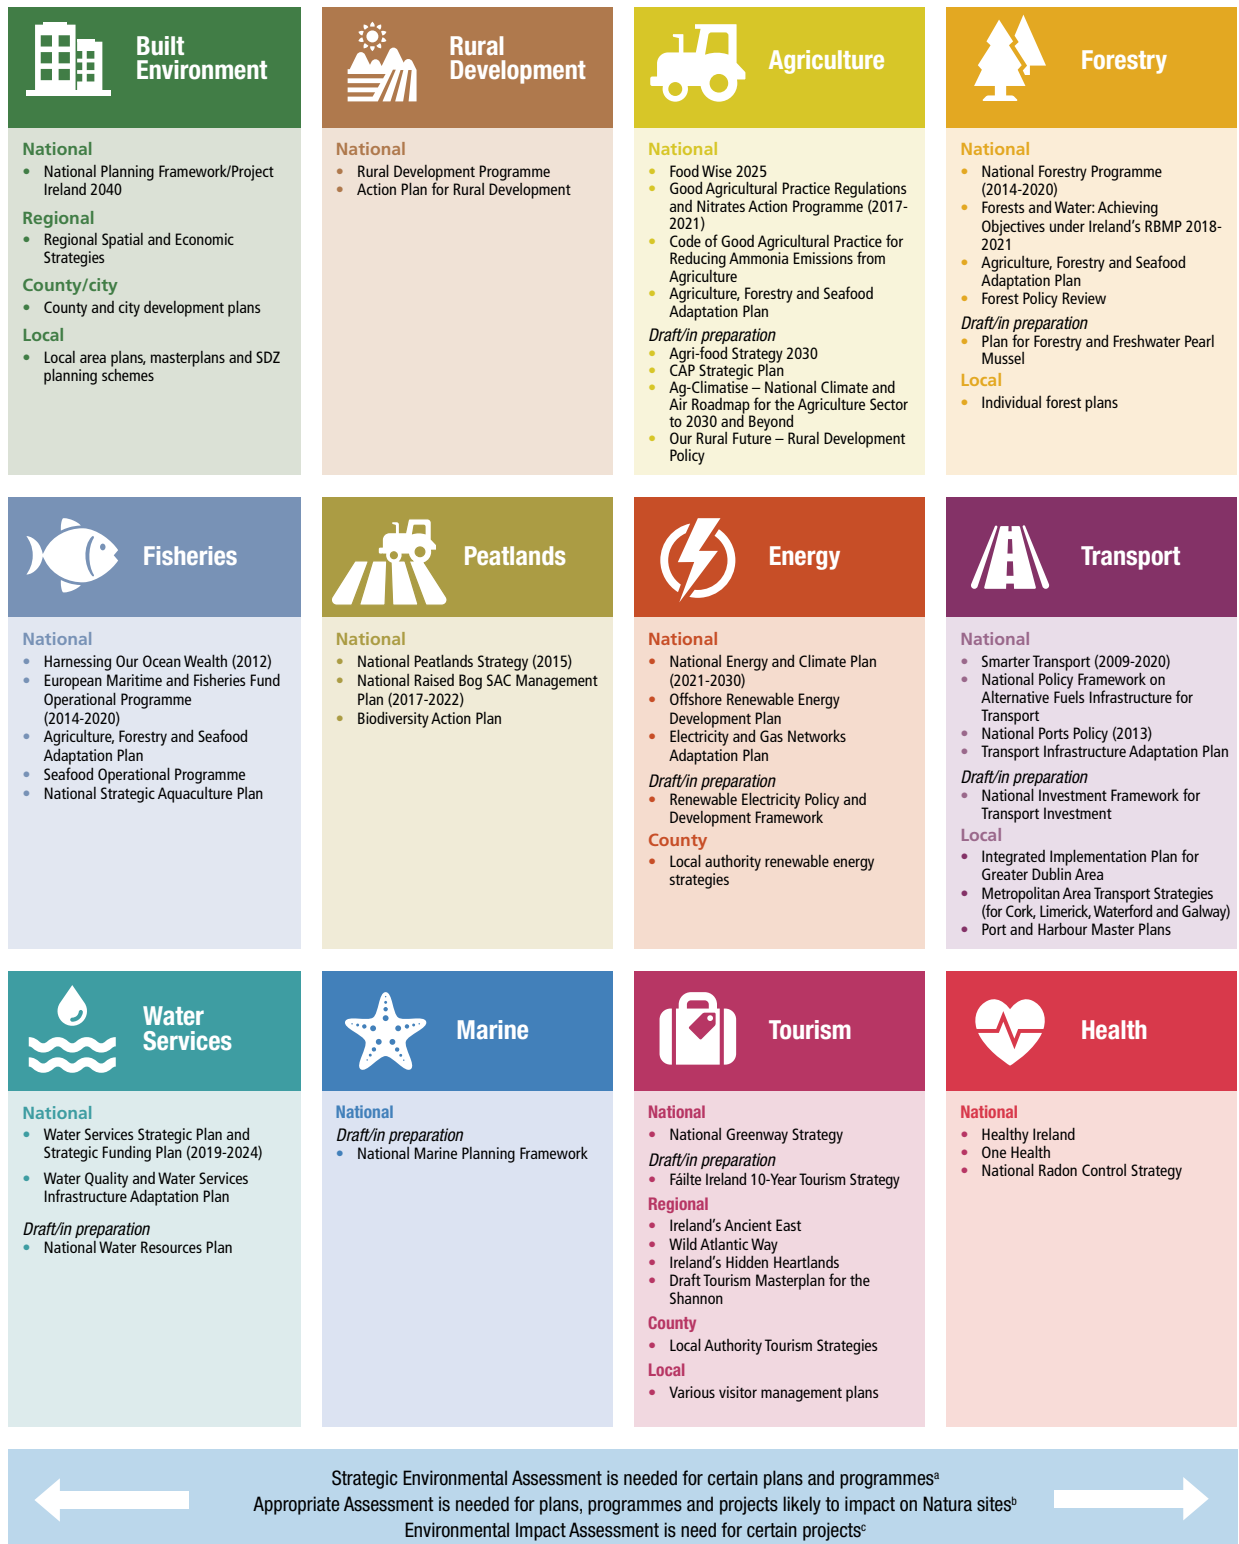 Built
Environment
National
• National Planning Framework/Project
Ireland 2040
Regional
• Regional Spatial and Economic
Strategies
County/city
• County and city development plans
Local
• Local area plans, masterplans and SDZ
planning schemes
Rural
Development
National
• Rural Development Programme
• Action Plan for Rural Development
Agriculture
National
• Food Wise 2025
• Good Agricultural Practice Regulations
and Nitrates Action Programme (2017-
2021)
• Code of Good Agricultural Practice for
Reducing Ammonia Emissions from
Agriculture
• Agriculture, Forestry and Seafood
Adaptation Plan
Draft/in preparation
• Agri-food Strategy 2030
• CAP Strategic Plan
• Ag-Climatise – National Climate and
Air Roadmap for the Agriculture Sector
to 2030 and Beyond
• Our Rural Future – Rural Development
Policy
Forestry
National
• National Forestry Programme
(2014-2020)
• Forests and Water: Achieving
Objectives under Ireland's RBMP 2018-
2021
• Agriculture, Forestry and Seafood
Adaptation Plan
• Forest Policy Review
Draft/in preparation
• Plan for Forestry and Freshwater Pearl
Mussel
Local
• Individual forest plans
Fisheries
National
• Harnessing Our Ocean Wealth (2012)
• European Maritime and Fisheries Fund
Operational Programme
(2014-2020)
• Agriculture, Forestry and Seafood
Adaptation Plan
• Seafood Operational Programme
• National Strategic Aquaculture Plan
Peatlands
National
• National Peatlands Strategy (2015)
• National Raised Bog SAC Management
Plan (2017-2022)
• Biodiversity Action Plan
Energy
National
• National Energy and Climate Plan
(2021-2030)
• Offshore Renewable Energy
Development Plan
• Electricity and Gas Networks
Adaptation Plan
Draft/in preparation
• Renewable Electricity Policy and
Development Framework
County
• Local authority renewable energy
strategies
Transport
National
• Smarter Transport (2009-2020)
• National Policy Framework on
Alternative Fuels Infrastructure for
Transport
• National Ports Policy (2013)
• Transport Infrastructure Adaptation Plan
Draft/in preparation
• National Investment Framework for
Transport Investment
Local
• Integrated Implementation Plan for
Greater Dublin Area
• Metropolitan Area Transport Strategies
(for Cork, Limerick, Waterford and Galway)
• Port and Harbour Master Plans
Water
Services
National
• Water Services Strategic Plan and
Strategic Funding Plan (2019-2024)
• Water Quality and Water Services
Infrastructure Adaptation Plan
Draft/in preparation
• National Water Resources Plan
Marine
National
Draft/in preparation
• National Marine Planning Framework
Tourism
National
• National Greenway Strategy
Draft/in preparation
• Fáilte Ireland 10-Year Tourism Strategy
Regional
• Ireland's Ancient East
• Wild Atlantic Way
• Ireland's Hidden Heartlands
• Draft Tourism Masterplan for the
Shannon
County
• Local Authority Tourism Strategies
Local
• Various visitor management plans
Health
National
• Healthy Ireland
• One Health
• National Radon Control Strategy
Strategic Environmental Assessment is needed for certain plans and programmesᵃ
Appropriate Assessment is needed for plans, programmes and projects likely to impact on Natura sitesᵇ
Environmental Impact Assessment is need for certain projectsᶜ